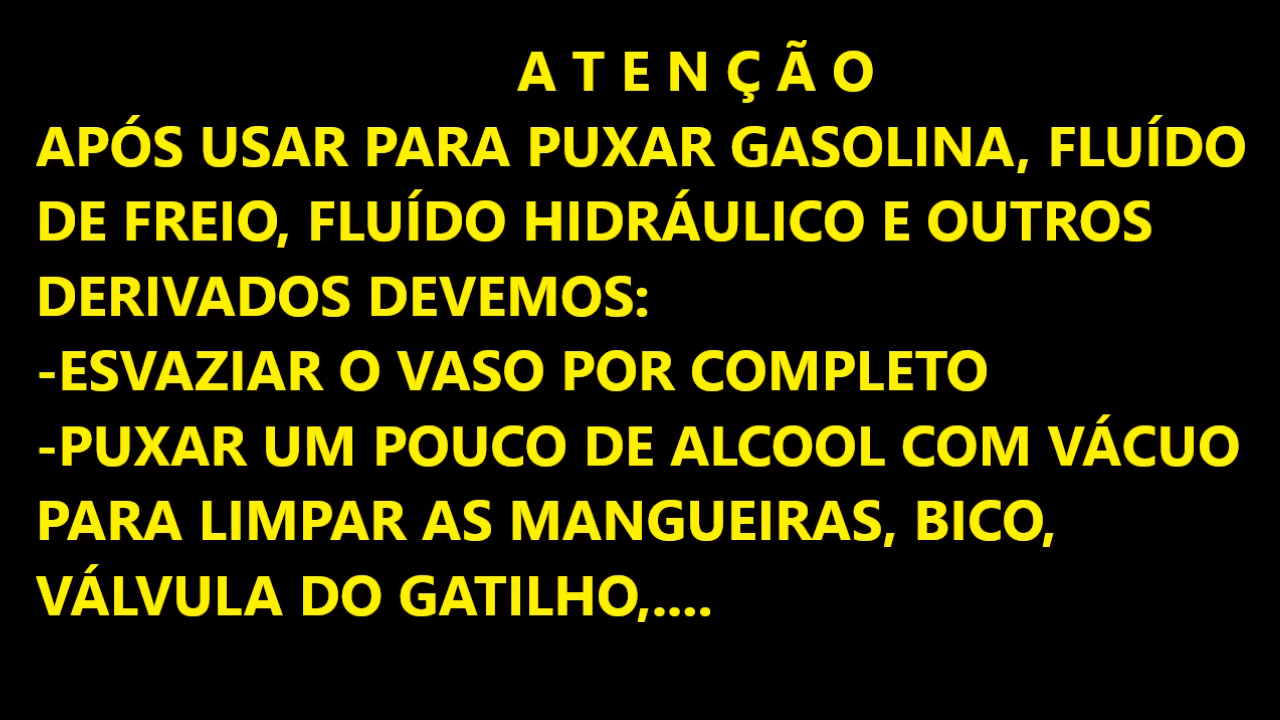 A T E N Ç Ã O
APÓS USAR PARA PUXAR GASOLINA, FLUÍDO
DE FREIO, FLUÍDO HIDRÁULICO E OUTROS
DERIVADOS DEVEMOS:
-ESVAZIAR O VASO POR COMPLETO
-PUXAR UM POUCO DE ALCOOL COM VÁCUO
PARA LIMPAR AS MANGUEIRAS, BICO,
VÁLVULA DO GATILHO,....